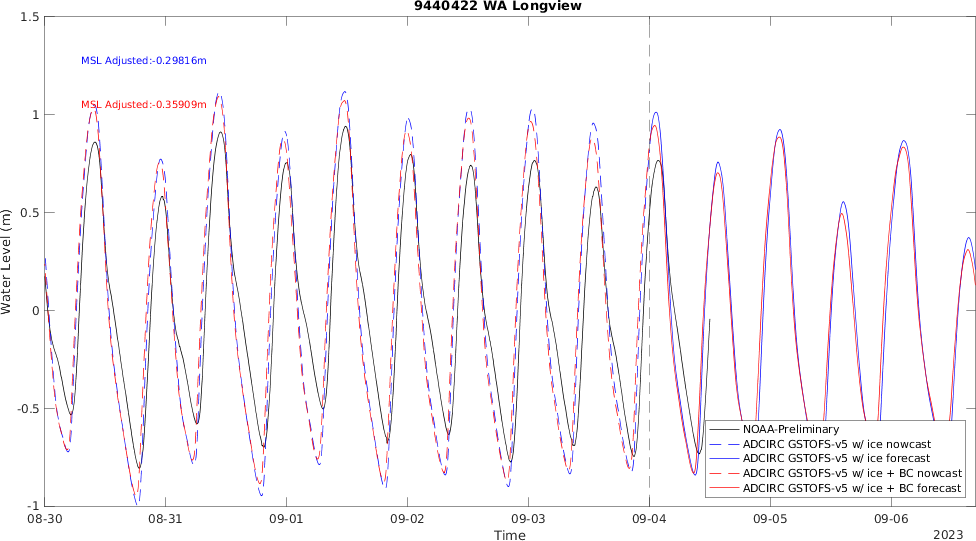 9440422 WA Longview
MSL Adjusted:-0.29816m
MSL Adjusted:-0.35909m
1.5
1
0.5
0
-0.5
-1
Water Level (m)
08-30 08-31 09-01 09-02 09-03 09-04 09-05 09-06
Time
2023
NOAA-Preliminary
ADCIRC GSTOFS-v5 w/ ice nowcast
ADCIRC GSTOFS-v5 w/ ice forecast
ADCIRC GSTOFS-v5 w/ ice + BC nowcast
ADCIRC GSTOFS-v5 w/ ice + BC forecast